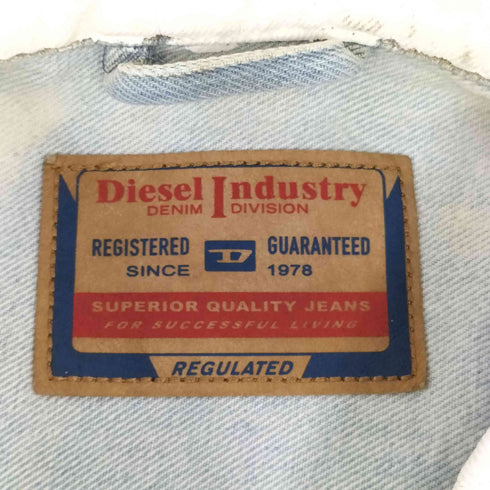 Diesel Industry
DENIM DIVISION
REGISTERED D GUARANTEED
SINCE 1978
SUPERIOR QUALITY JEANS
FOR SUCCESSFUL LIVING
REGULATED